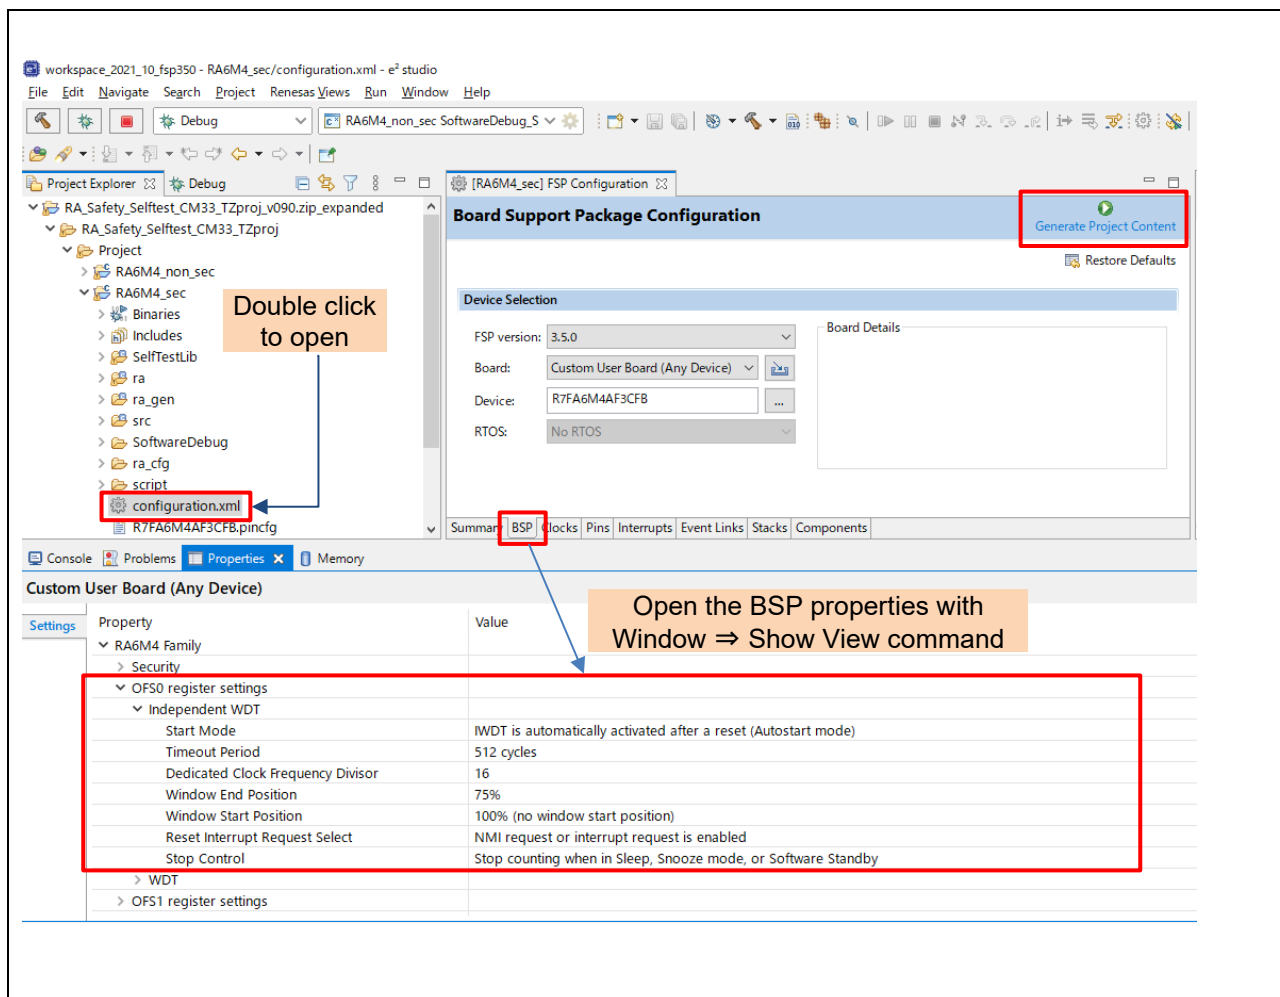 workspace_2021_10_fsp350 - RA6M4_sec/configuration.xml - e² studio
File Edit Navigate Search Project Renesas Views Run Window Help
Debug
RA6M4_non_sec SoftwareDebug_S
Project Explorer Debug
[RA6M4_sec] FSP Configuration
RA_Safety_Selftest_CM33_TZproj_v090.zip_expanded
RA_Safety_Selftest_CM33_TZproj
Project
RA6M4_non_sec
RA6M4_sec
Binaries
Includes
SelfTestLib
ra
ra_gen
src
SoftwareDebug
ra_cfg
script
configuration.xml
R7FA6M4AF3CFB.pincfg
Double click
to open
Board Support Package Configuration
Generate Project Content
Restore Defaults
Device Selection
FSP version: 3.5.0
Board: Custom User Board (Any Device)
Device: R7FA6M4AF3CFB
RTOS: No RTOS
Board Details
Summary BSP Clocks Pins Interrupts Event Links Stacks Components
Console Problems Properties Memory
Custom User Board (Any Device)
Open the BSP properties with
Window ⇒ Show View command
Settings
Property Value
RA6M4 Family
Security
OFS0 register settings
Independent WDT
Start Mode IWDT is automatically activated after a reset (Autostart mode)
Timeout Period 512 cycles
Dedicated Clock Frequency Divisor 16
Window End Position 75%
Window Start Position 100% (no window start position)
Reset Interrupt Request Select NMI request or interrupt request is enabled
Stop Control Stop counting when in Sleep, Snooze mode, or Software Standby
WDT
OFS1 register settings